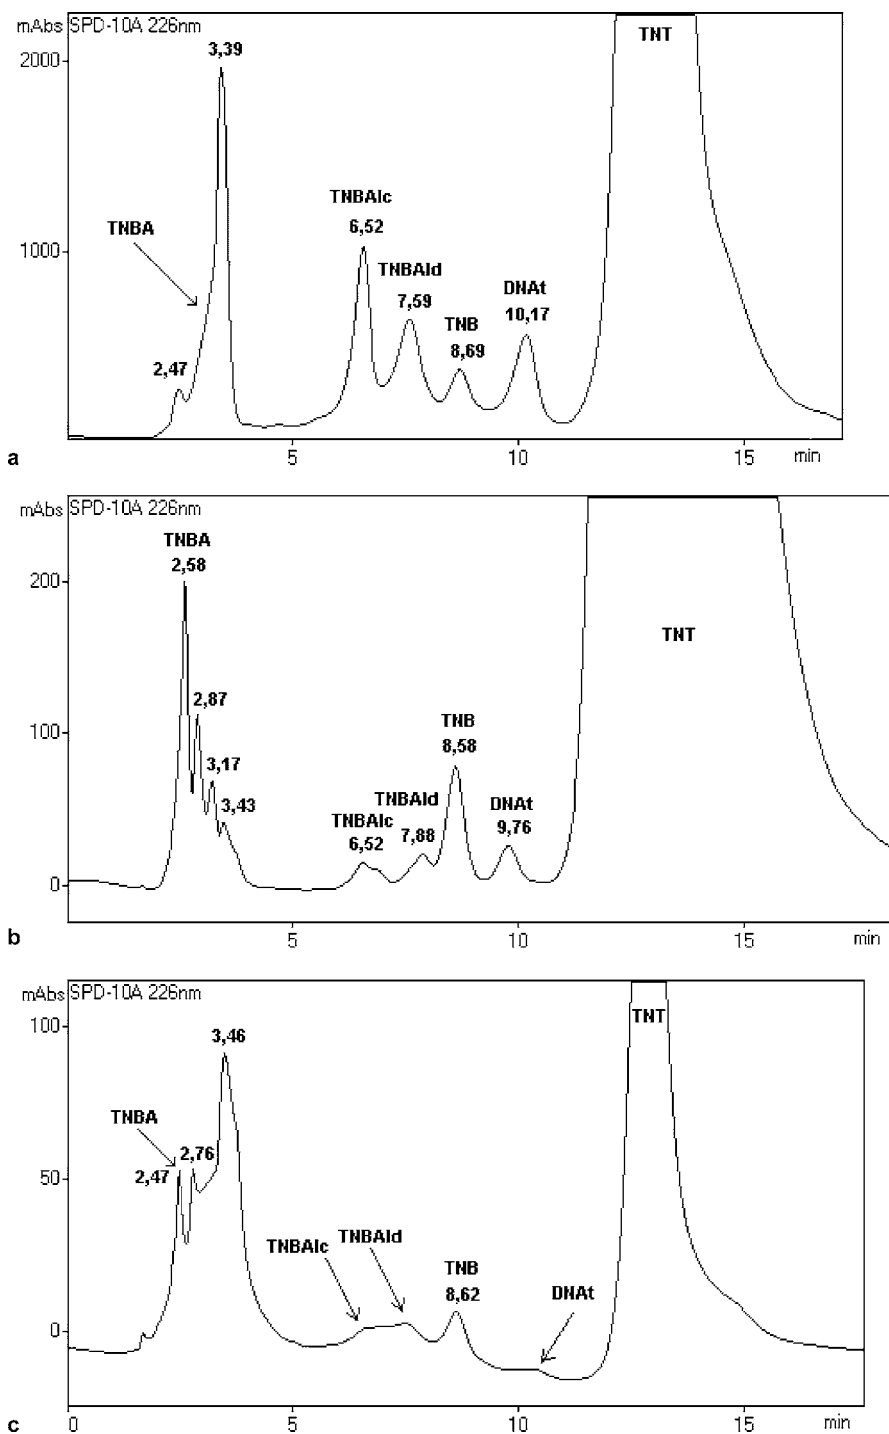 mAbs SPD-10A 226nm
3,39
TNT
2000
TNBAlc
6,52
TNBA
TNBAld
7,59
DNAt
10,17
1000
TNB
8,69
2,47
5 10 15 min
a
mAbs SPD-10A 226nm
TNBA
2,58
200
TNT
2,87
TNB
8,58
100
3,17
3,43
TNBAlc
6,52
TNBAld
7,88
DNAt
9,76
0
5 10 15 min
b
mAbs SPD-10A 226nm
100
3,46
TNT
TNBA
2,47
2,76
50
TNBAlc
TNBAld
TNB
8,62
DNAt
0
0 5 10 15 min
c